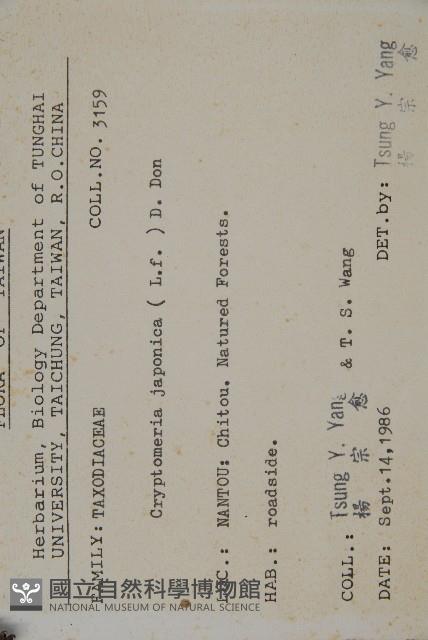 FLORA OF TAIWAN
Herbarium, Biology Department of TUNGHAI
UNIVERSITY, TAICHUNG, TAIWAN, R.O.CHINA
FAMILY: TAXODIACEAE COLL.NO. 3159
Cryptomeria japonica ( L.f. ) D. Don
LOC.: NANTOU: Chitou. Natured Forests.
HAB.: roadside.
COLL.: Tsung Y. Yang & T. S. Wang
楊宗愈
DATE: Sept.14,1986 DET.by: Tsung Y. Yang
楊宗愈
國立自然科學博物館
NATIONAL MUSEUM OF NATURAL SCIENCE